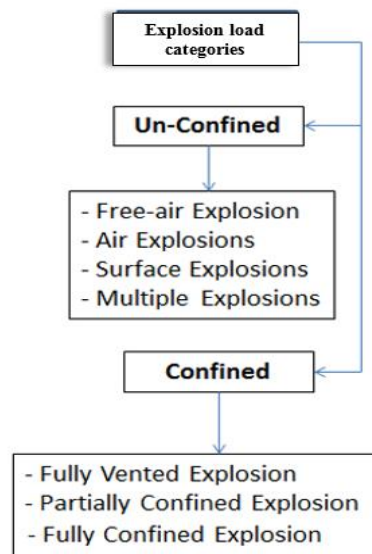 Explosion load
categories
Un-Confined
- Free-air Explosion
- Air Explosions
- Surface Explosions
- Multiple Explosions
Confined
- Fully Vented Explosion
- Partially Confined Explosion
- Fully Confined Explosion